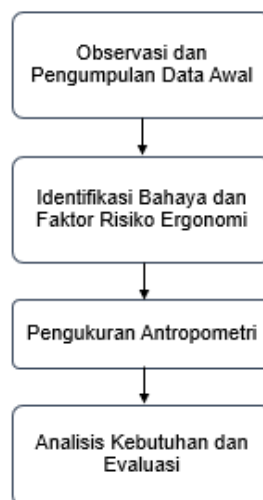 Observasi dan
Pengumpulan Data Awal
Identifikasi Bahaya dan
Faktor Risiko Ergonomi
Pengukuran Antropometri
Analisis Kebutuhan dan
Evaluasi